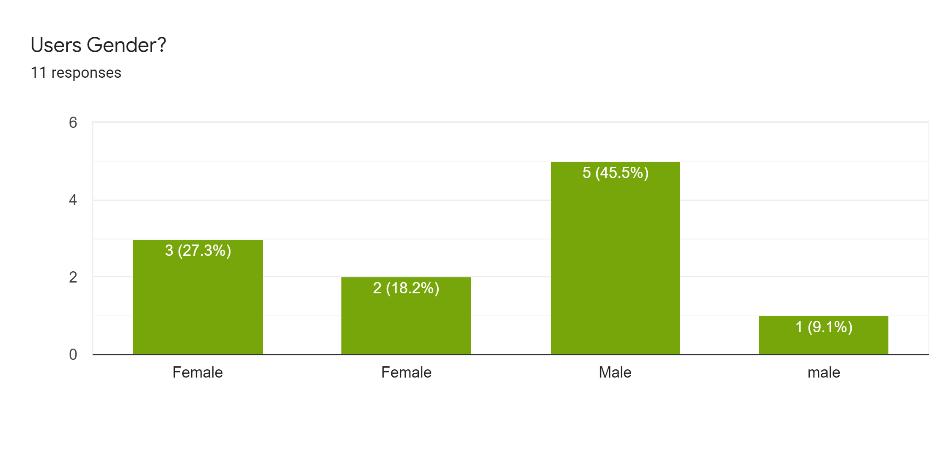 Users Gender?
11 responses
6
4
2
0
3 (27.3%)
2 (18.2%)
5 (45.5%)
1 (9.1%)
Female
Female
Male
male